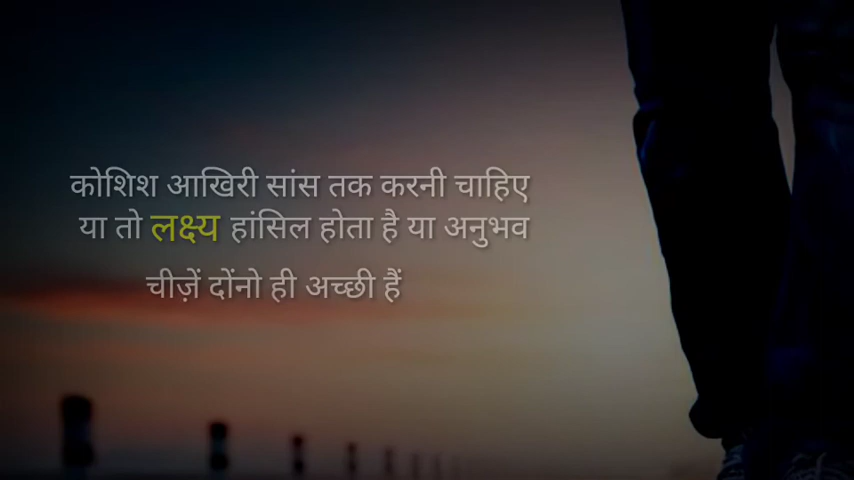 कोशिश आखिरी सांस तक करनी चाहिए
या तो लक्ष्य हांसिल होता है या अनुभव
चीज़ें दोंनो ही अच्छी हैं